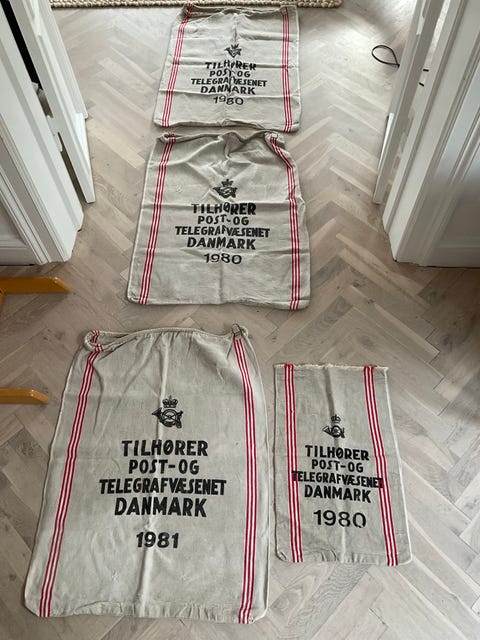 TILHØRER
POST-OG
TELEGRAFVÆSENET
DANMARK
1980
TILHØRER
POST-OG
TELEGRAFVÆSENET
DANMARK
1980
TILHØRER
POST-OG
TELEGRAFVÆSENET
DANMARK
1981
TILHØRER
POST-OG
TELEGRAFVÆSENET
DANMARK
1980